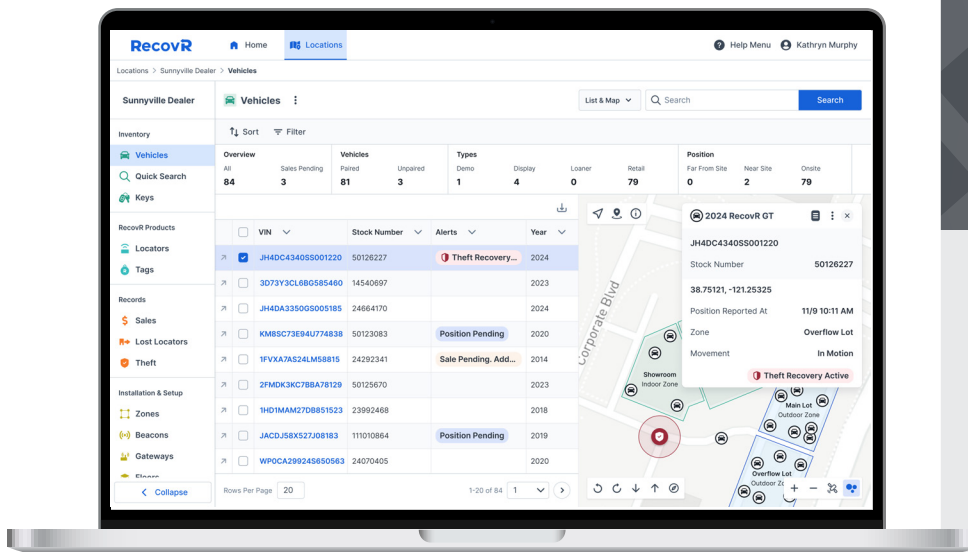 RecovR
Home
Locations
Help Menu
Kathryn Murphy
Locations > Sunnyville Dealer > Vehicles
Sunnyville Dealer
Vehicles
List & Map
Search
Search
Inventory
Vehicles
Quick Search
Keys
RecovR Products
Locators
Tags
Records
Sales
Lost Locators
Theft
Installation & Setup
Zones
Beacons
Gateways
Floors
Collapse
Sort
Filter
Overview
Vehicles
Types
Position
All
Sales Pending
Paired
Unpaired
Demo
Display
Loaner
Retail
Far From Site
Near Site
Onsite
84
3
81
3
1
4
0
79
0
2
79
VIN
Stock Number
Alerts
Year
JH4DC4340SS001220 50126227 Theft Recovery... 2024
3D73Y3CL6BG585460 14540697 2023
JH4DA3350GS005185 24664170 2024
KM8SC73E94U774838 50123083 Position Pending 2020
1FVXA7AS24LM58815 24292341 Sale Pending. Add... 2014
2FMDK3KC7BBA78129 50125670 2023
1HD1MAM27DB851523 23992468 2018
JACDJ58X527J08183 111010864 Position Pending 2019
WP0CA29924S650563 24070405 2020
Rows Per Page 20
1-20 of 84
1
2024 RecovR GT
JH4DC4340SS001220
Stock Number 50126227
38.75121, -121.25325
Position Reported At 11/9 10:11 AM
Zone Overflow Lot
Movement In Motion
Theft Recovery Active
Corporate Blvd
Showroom
Indoor Zone
Main Lot
Outdoor Zone
Overflow Lot
Outdoor